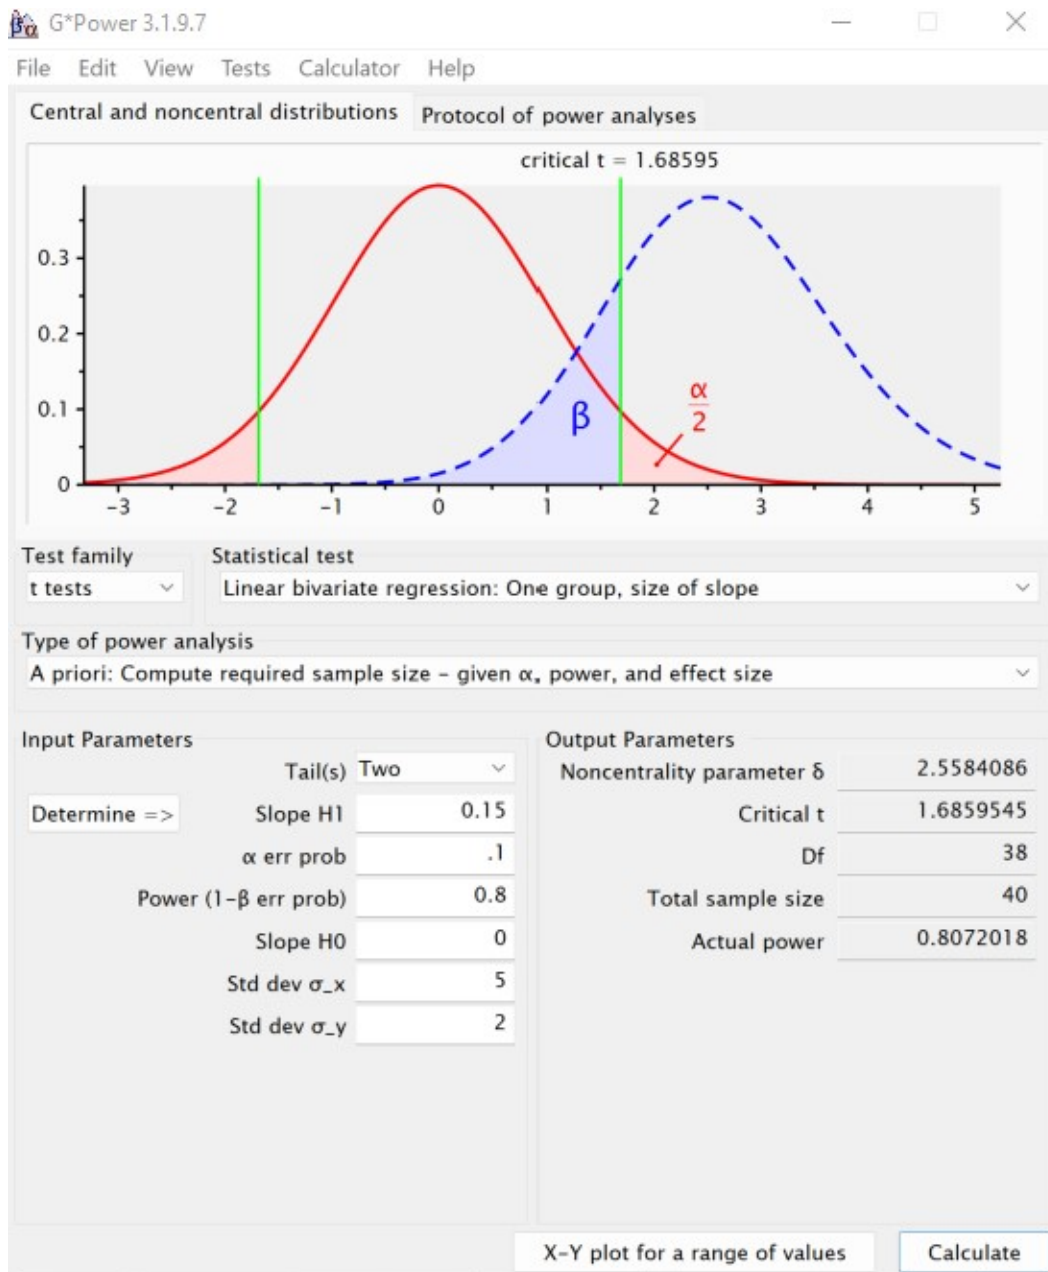 βα G*Power 3.1.9.7
File Edit View Tests Calculator Help
Central and noncentral distributions Protocol of power analyses
critical t = 1.68595
0.3
0.2
0.1
0
β
α
2
-3 -2 -1 0 1 2 3 4 5
Test family Statistical test
t tests Linear bivariate regression: One group, size of slope
Type of power analysis
A priori: Compute required sample size - given α, power, and effect size
Input Parameters Output Parameters
Tail(s) Two Noncentrality parameter δ 2.5584086
Determine => Slope H1 0.15 Critical t 1.6859545
α err prob .1 Df 38
Power (1-β err prob) 0.8 Total sample size 40
Slope H0 0 Actual power 0.8072018
Std dev σ_x 5
Std dev σ_y 2
X-Y plot for a range of values Calculate